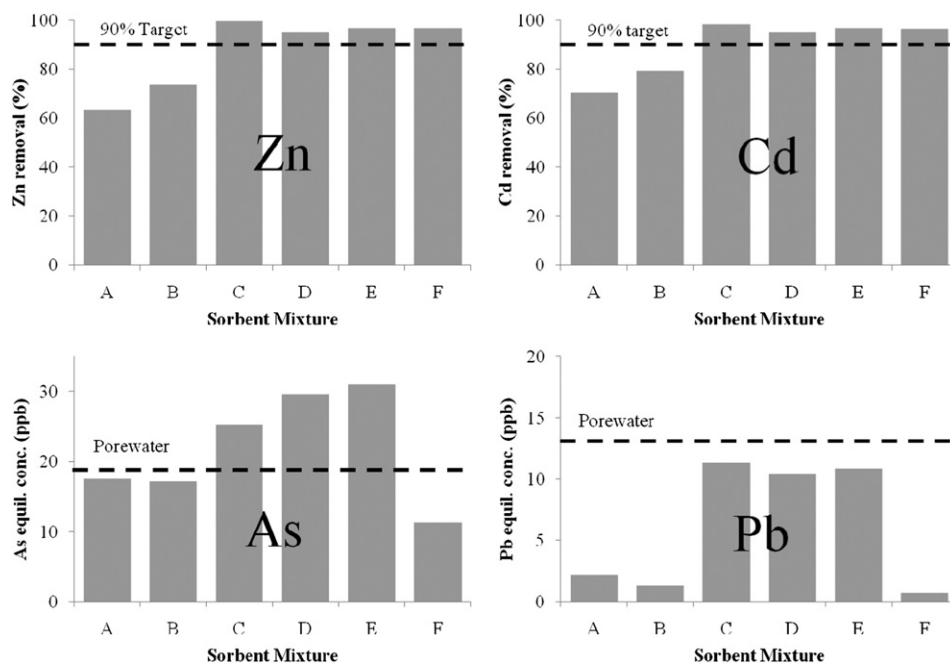 Zn removal (%)
100
80
60
40
20
0
90% Target
Zn
A B C D E F
Sorbent Mixture
Cd removal (%)
100
80
60
40
20
0
90% target
Cd
A B C D E F
Sorbent Mixture
As equil. conc. (ppb)
30
20
10
0
Porewater
As
A B C D E F
Sorbent Mixture
Pb equil. conc. (ppb)
20
15
10
5
0
Porewater
Pb
A B C D E F
Sorbent Mixture